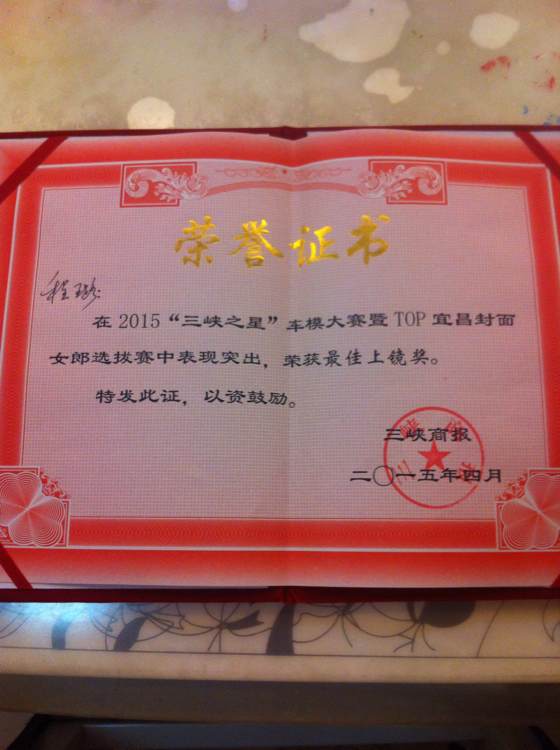 荣誉证书
程璐
在2015“三峡之星”车模大赛暨TOP宜昌封面
女郎选拔赛中表现突出，荣获最佳上镜奖。
特发此证，以资鼓励。
三峡商报
二〇一五年四月